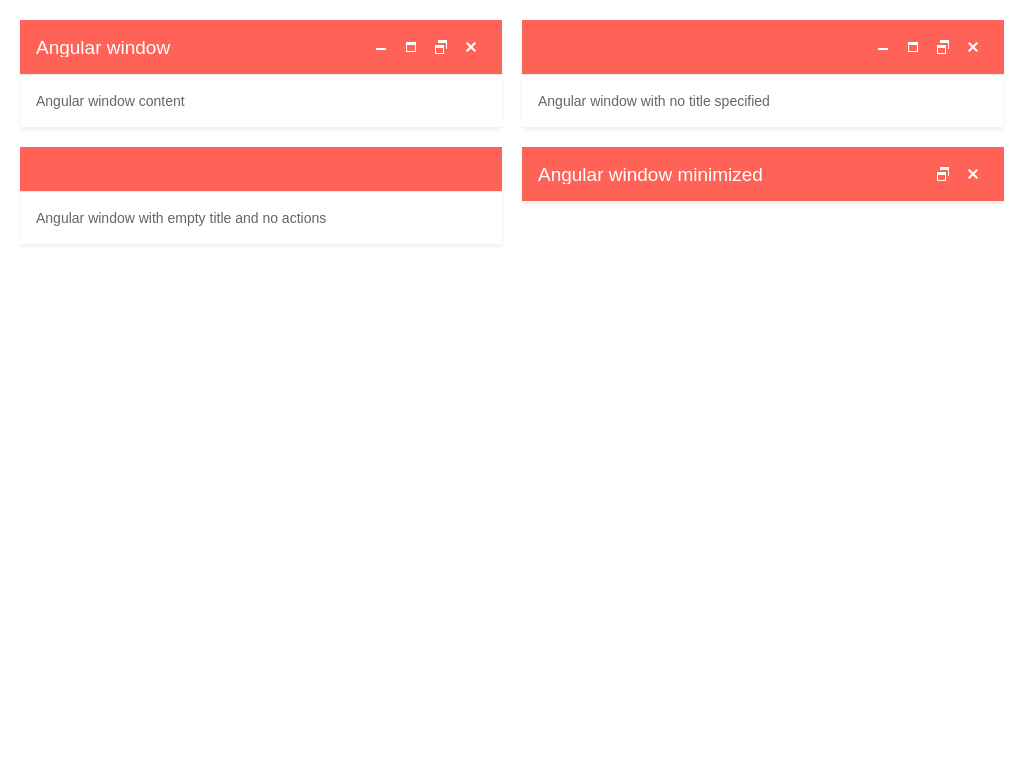 Angular window
Angular window content
Angular window with no title specified
Angular window with empty title and no actions
Angular window minimized